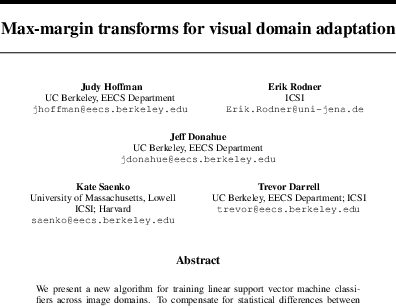 Max-margin transforms for visual domain adaptation
Judy Hoffman
UC Berkeley, EECS Department
jhoffman@eecs.berkeley.edu
Erik Rodner
ICSI
Erik.Rodner@uni-jena.de
Jeff Donahue
UC Berkeley, EECS Department
jdonahue@eecs.berkeley.edu
Kate Saenko
University of Massachusetts, Lowell
ICSI; Harvard
saenko@eecs.berkeley.edu
Trevor Darrell
UC Berkeley, EECS Department; ICSI
trevor@eecs.berkeley.edu
Abstract
We present a new algorithm for training linear support vector machine classi-
fiers across image domains. To compensate for statistical differences between